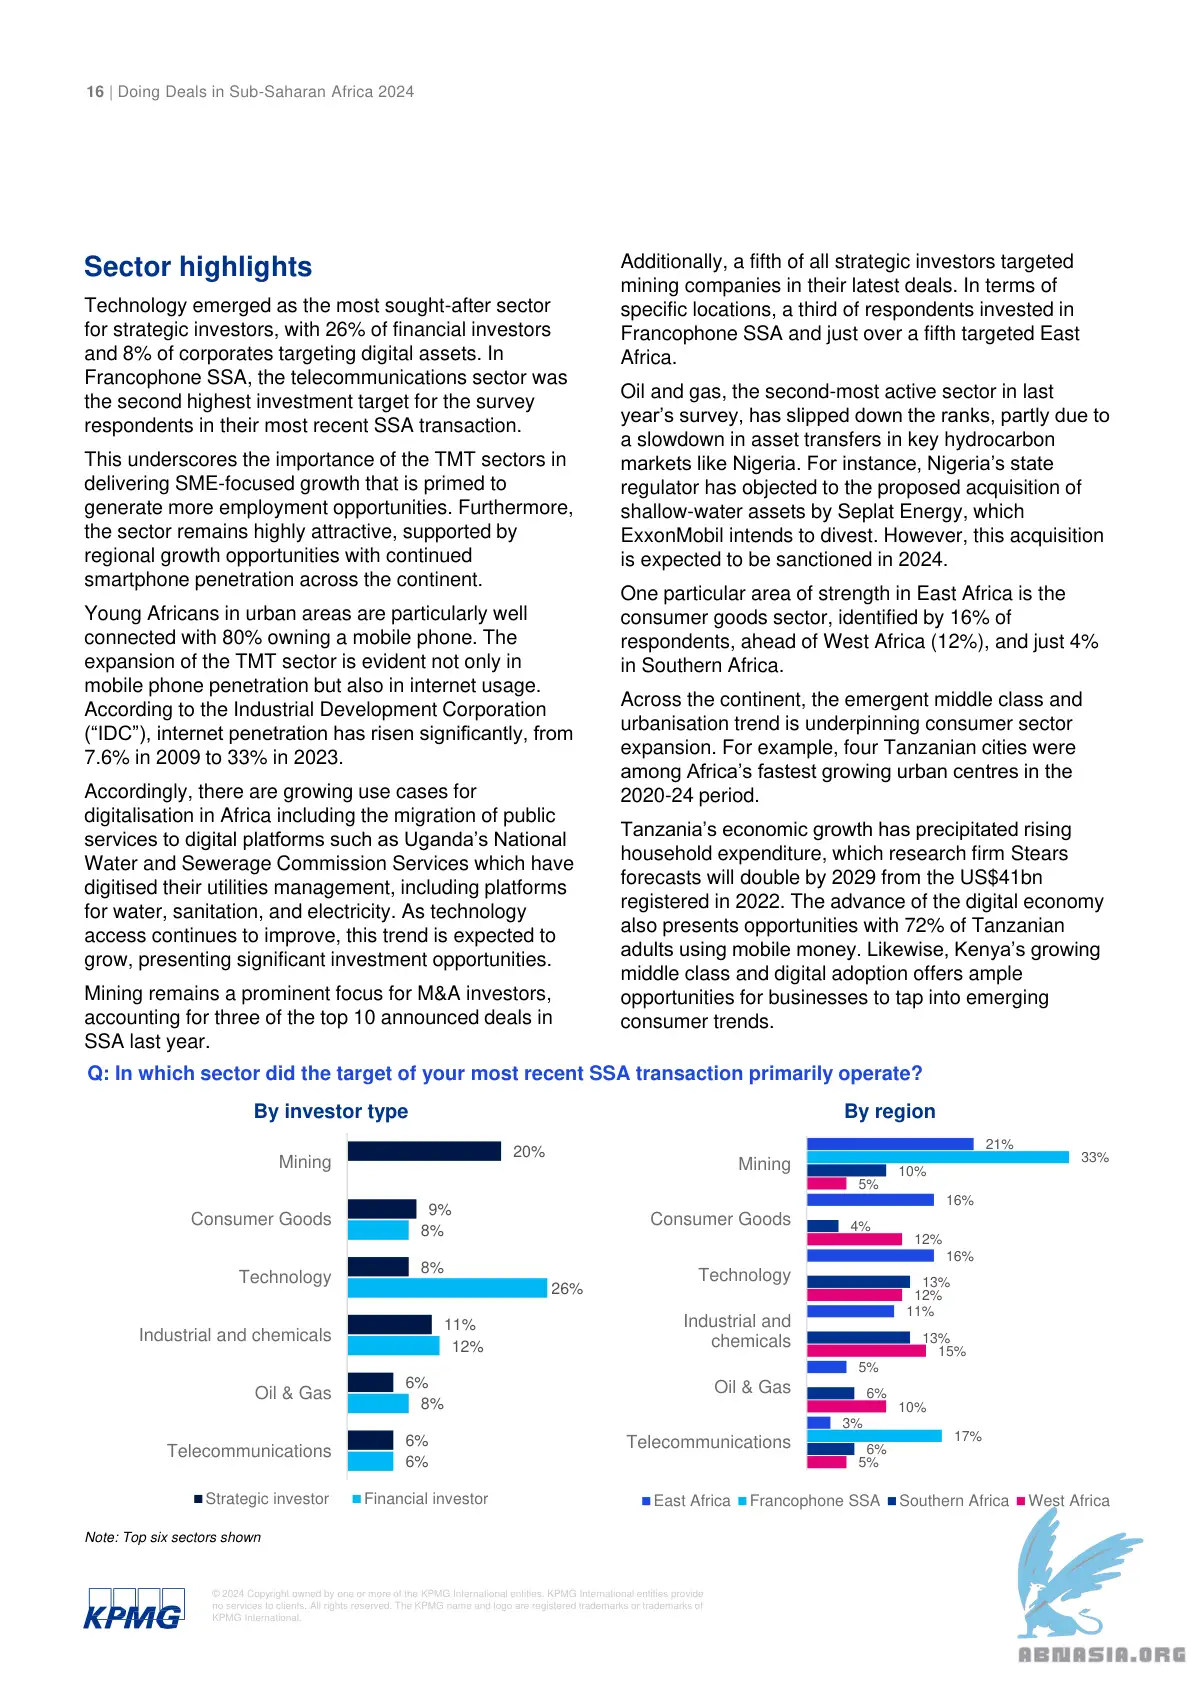 16 | Doing Deals in Sub-Saharan Africa 2024
Sector highlights
Technology emerged as the most sought-after sector
for strategic investors, with 26% of financial investors
and 8% of corporates targeting digital assets. In
Francophone SSA, the telecommunications sector was
the second highest investment target for the survey
respondents in their most recent SSA transaction.
This underscores the importance of the TMT sectors in
delivering SME-focused growth that is primed to
generate more employment opportunities. Furthermore,
the sector remains highly attractive, supported by
regional growth opportunities with continued
smartphone penetration across the continent.
Young Africans in urban areas are particularly well
connected with 80% owning a mobile phone. The
expansion of the TMT sector is evident not only in
mobile phone penetration but also in internet usage.
According to the Industrial Development Corporation
(“IDC”), internet penetration has risen significantly, from
7.6% in 2009 to 33% in 2023.
Accordingly, there are growing use cases for
digitalisation in Africa including the migration of public
services to digital platforms such as Uganda’s National
Water and Sewerage Commission Services which have
digitised their utilities management, including platforms
for water, sanitation, and electricity. As technology
access continues to improve, this trend is expected to
grow, presenting significant investment opportunities.
Mining remains a prominent focus for M&A investors,
accounting for three of the top 10 announced deals in
SSA last year.
Additionally, a fifth of all strategic investors targeted
mining companies in their latest deals. In terms of
specific locations, a third of respondents invested in
Francophone SSA and just over a fifth targeted East
Africa.
Oil and gas, the second-most active sector in last
year’s survey, has slipped down the ranks, partly due to
a slowdown in asset transfers in key hydrocarbon
markets like Nigeria. For instance, Nigeria’s state
regulator has objected to the proposed acquisition of
shallow-water assets by Seplat Energy, which
ExxonMobil intends to divest. However, this acquisition
is expected to be sanctioned in 2024.
One particular area of strength in East Africa is the
consumer goods sector, identified by 16% of
respondents, ahead of West Africa (12%), and just 4%
in Southern Africa.
Across the continent, the emergent middle class and
urbanisation trend is underpinning consumer sector
expansion. For example, four Tanzanian cities were
among Africa’s fastest growing urban centres in the
2020-24 period.
Tanzania’s economic growth has precipitated rising
household expenditure, which research firm Stears
forecasts will double by 2029 from the US$41bn
registered in 2022. The advance of the digital economy
also presents opportunities with 72% of Tanzanian
adults using mobile money. Likewise, Kenya’s growing
middle class and digital adoption offers ample
opportunities for businesses to tap into emerging
consumer trends.
Q: In which sector did the target of your most recent SSA transaction primarily operate?
By investor type
Mining
20%
Consumer Goods
9%
8%
Technology
8%
26%
Industrial and chemicals
11%
12%
Oil & Gas
6%
8%
Telecommunications
6%
6%
Strategic investor Financial investor
By region
Mining
21%
33%
10%
5%
Consumer Goods
16%
4%
12%
Technology
16%
13%
12%
Industrial and
chemicals
11%
13%
15%
Oil & Gas
5%
6%
10%
Telecommunications
3%
17%
6%
5%
East Africa Francophone SSA Southern Africa West Africa
Note: Top six sectors shown
KPMG
© 2024 Copyright owned by one or more of the KPMG International entities. KPMG International entities provide
no services to clients. All rights reserved. The KPMG name and logo are registered trademarks or trademarks of
KPMG International.
ABNASIA.ORG